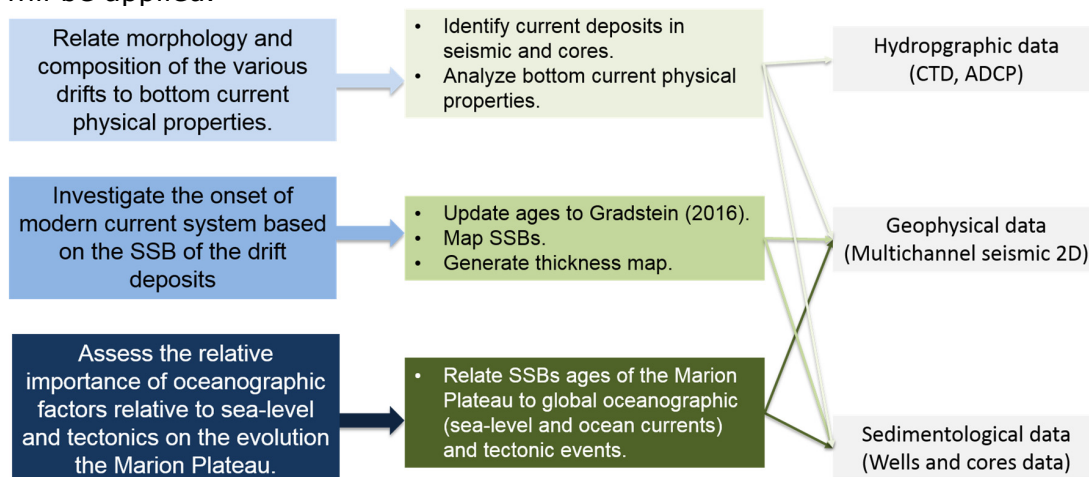 will be applied.
Relate morphology and
composition of the various
drifts to bottom current
physical properties.
• Identify current deposits in
seismic and cores.
• Analyze bottom current physical
properties.
Hydropgraphic data
(CTD, ADCP)
Investigate the onset of
modern current system based
on the SSB of the drift
deposits
• Update ages to Gradstein (2016).
• Map SSBs.
• Generate thickness map.
Geophysical data
(Multichannel seismic 2D)
Assess the relative
importance of oceanographic
factors relative to sea-level
and tectonics on the evolution
the Marion Plateau.
• Relate SSBs ages of the Marion
Plateau to global oceanographic
(sea-level and ocean currents)
and tectonic events.
Sedimentological data
(Wells and cores data)